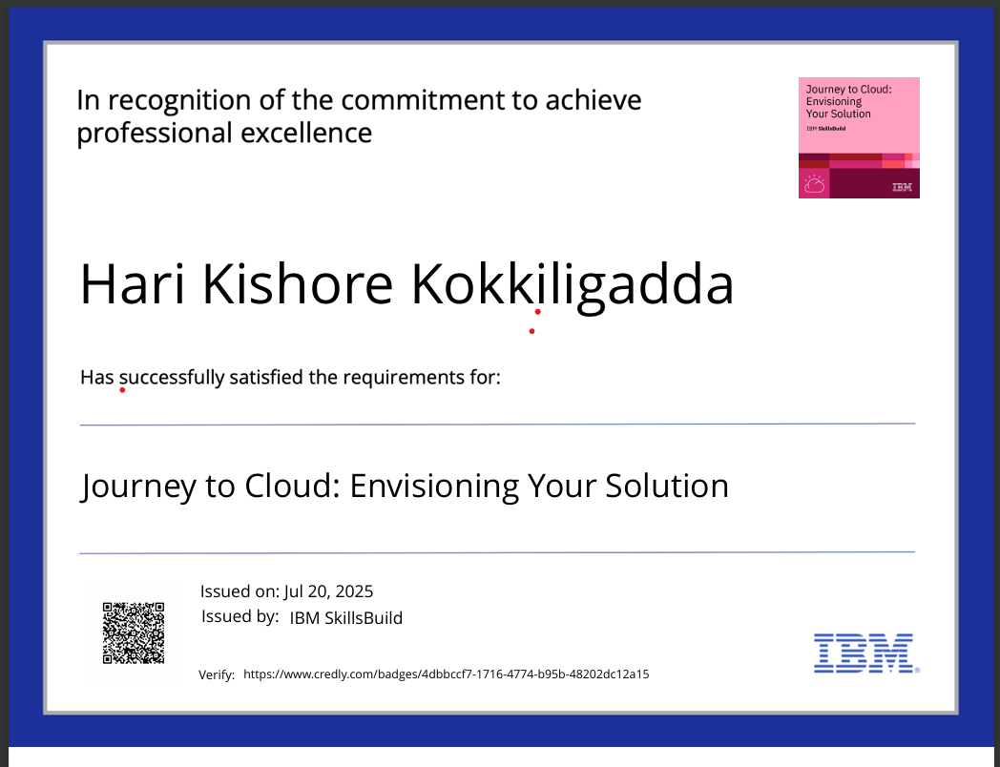 In recognition of the commitment to achieve
professional excellence
Journey to Cloud:
Envisioning
Your Solution
IBM SkillsBuild
IBM
Hari Kishore Kokkiligadda
Has successfully satisfied the requirements for:
Journey to Cloud: Envisioning Your Solution
Issued on: Jul 20, 2025
Issued by: IBM SkillsBuild
Verify: https://www.credly.com/badges/4dbbccf7-1716-4774-b95b-48202dc12a15
IBM®